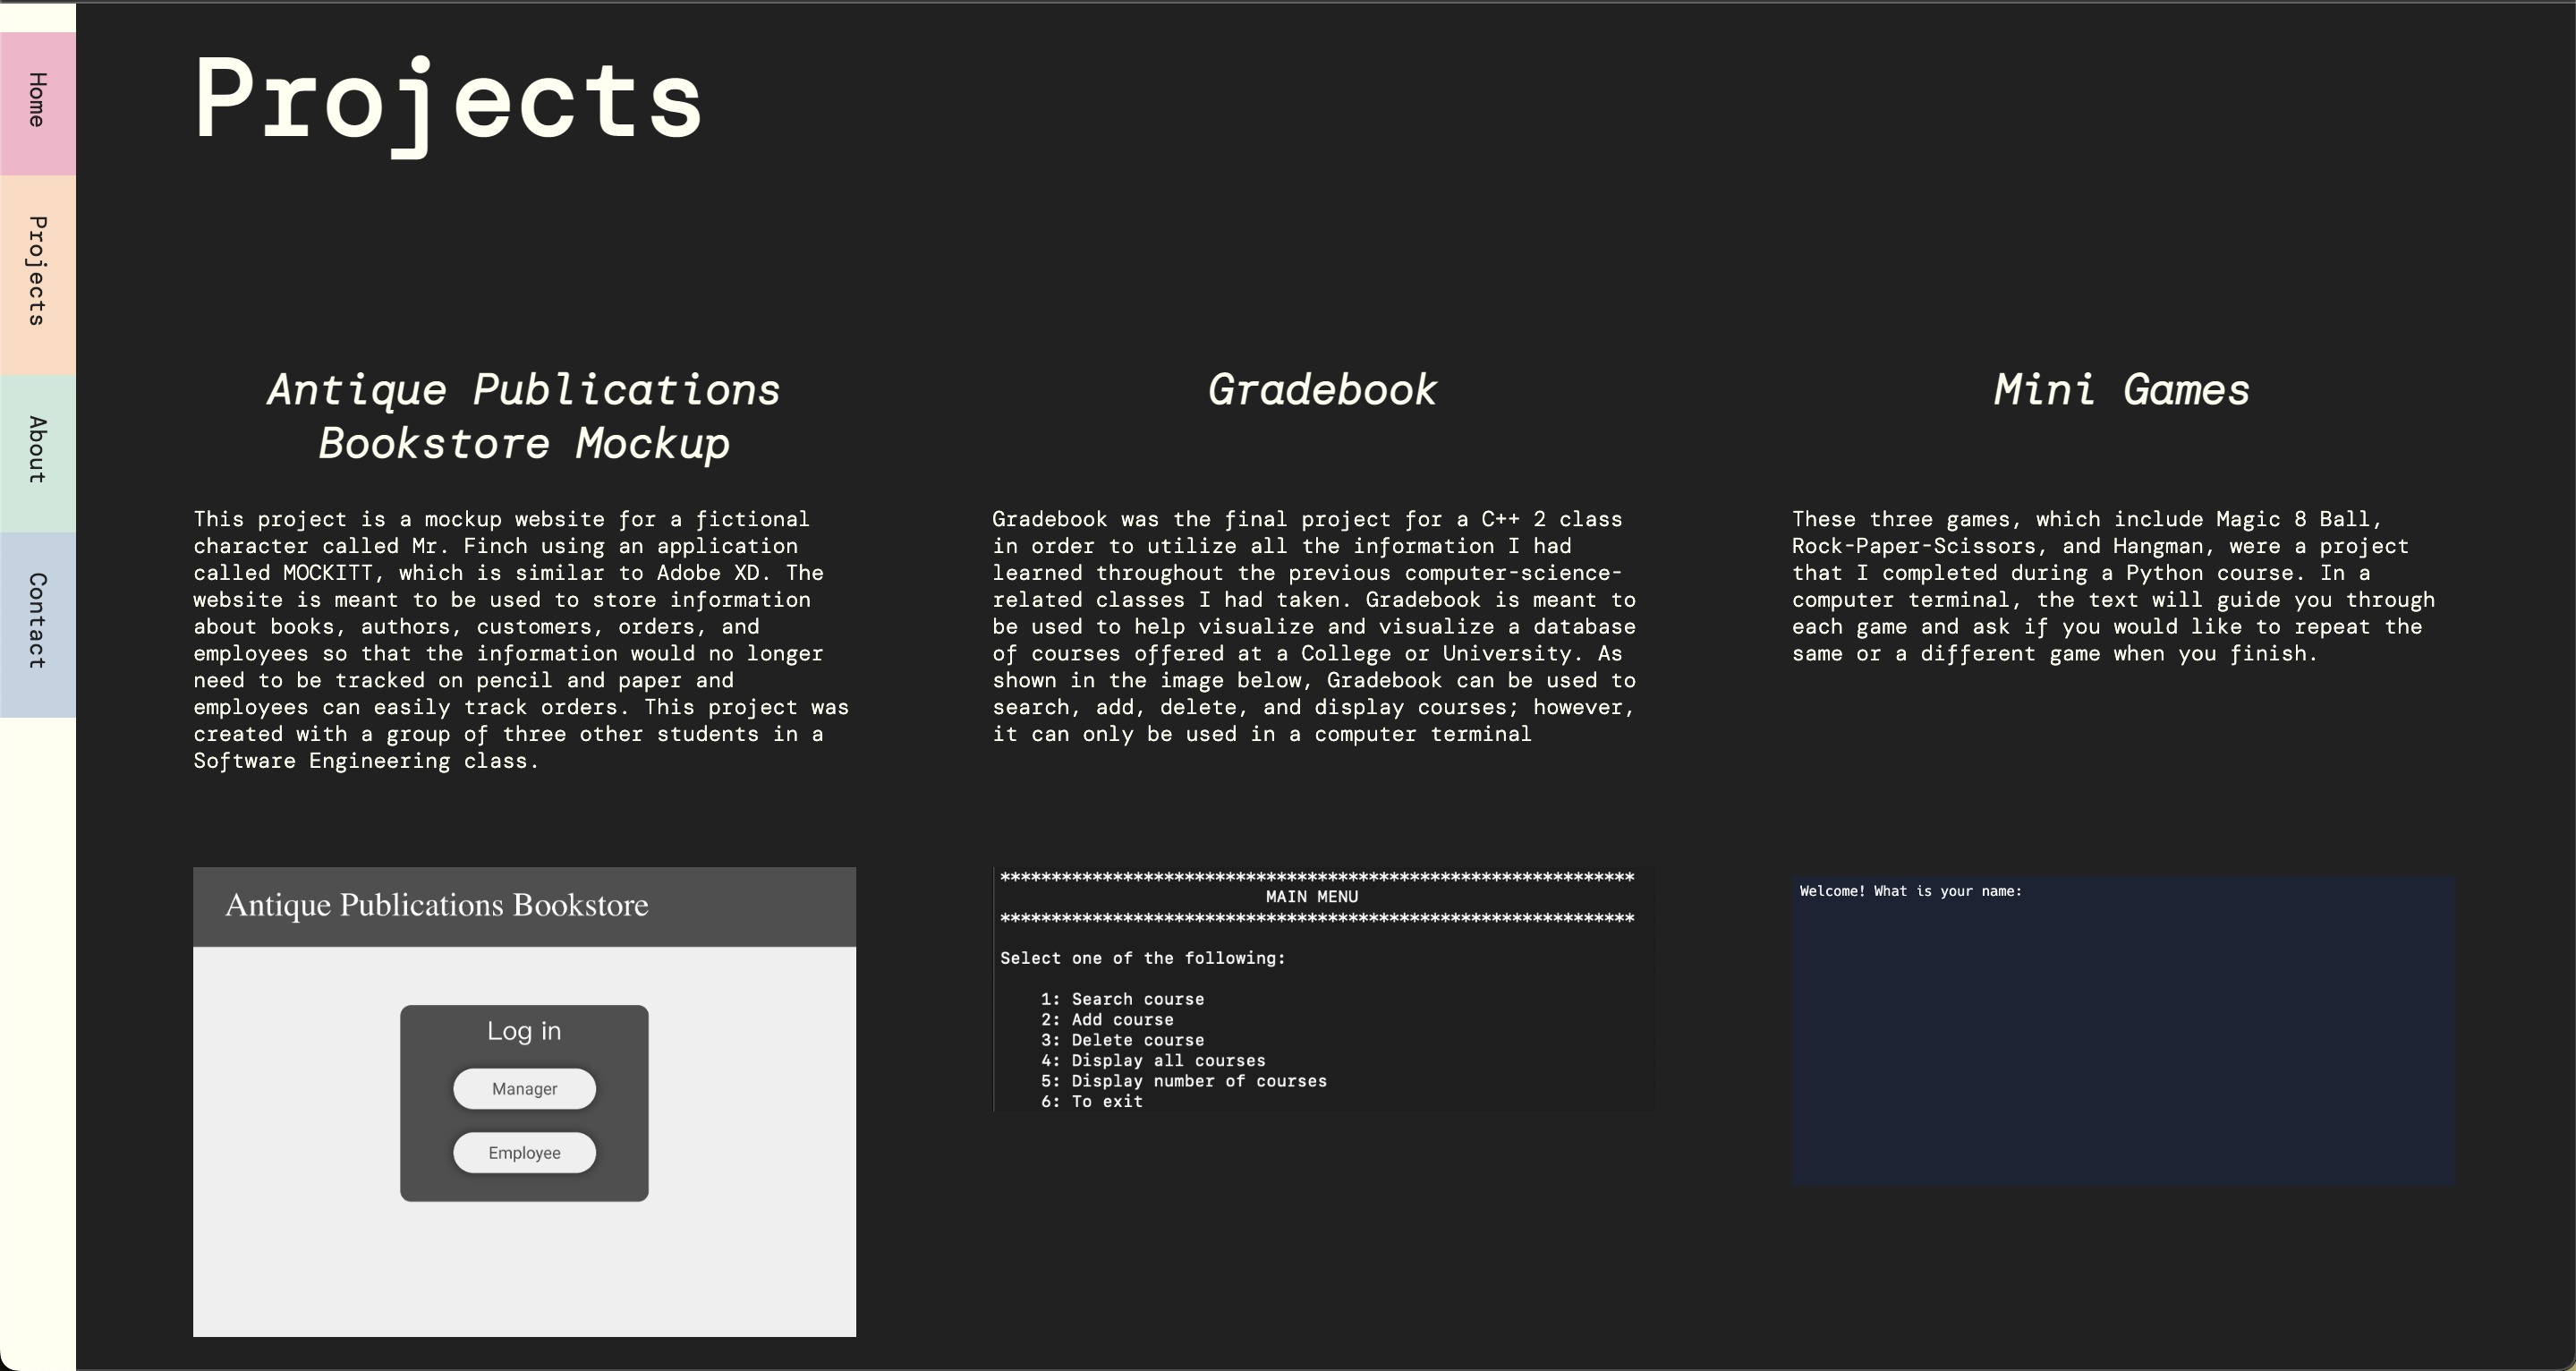 Home
Projects
About
Contact
Projects
Antique Publications
Bookstore Mockup
This project is a mockup website for a fictional
character called Mr. Finch using an application
called MOCKITT, which is similar to Adobe XD. The
website is meant to be used to store information
about books, authors, customers, orders, and
employees so that the information would no longer
need to be tracked on pencil and paper and
employees can easily track orders. This project was
created with a group of three other students in a
Software Engineering class.
Antique Publications Bookstore
Log in
Manager
Employee
Gradebook
Gradebook was the final project for a C++ 2 class
in order to utilize all the information I had
learned throughout the previous computer-science-
related classes I had taken. Gradebook is meant to
be used to help visualize and visualize a database
of courses offered at a College or University. As
shown in the image below, Gradebook can be used to
search, add, delete, and display courses; however,
it can only be used in a computer terminal
**************************************************************
MAIN MENU
**************************************************************
Select one of the following:
1: Search course
2: Add course
3: Delete course
4: Display all courses
5: Display number of courses
6: To exit
Mini Games
These three games, which include Magic 8 Ball,
Rock-Paper-Scissors, and Hangman, were a project
that I completed during a Python course. In a
computer terminal, the text will guide you through
each game and ask if you would like to repeat the
same or a different game when you finish.
Welcome! What is your name: